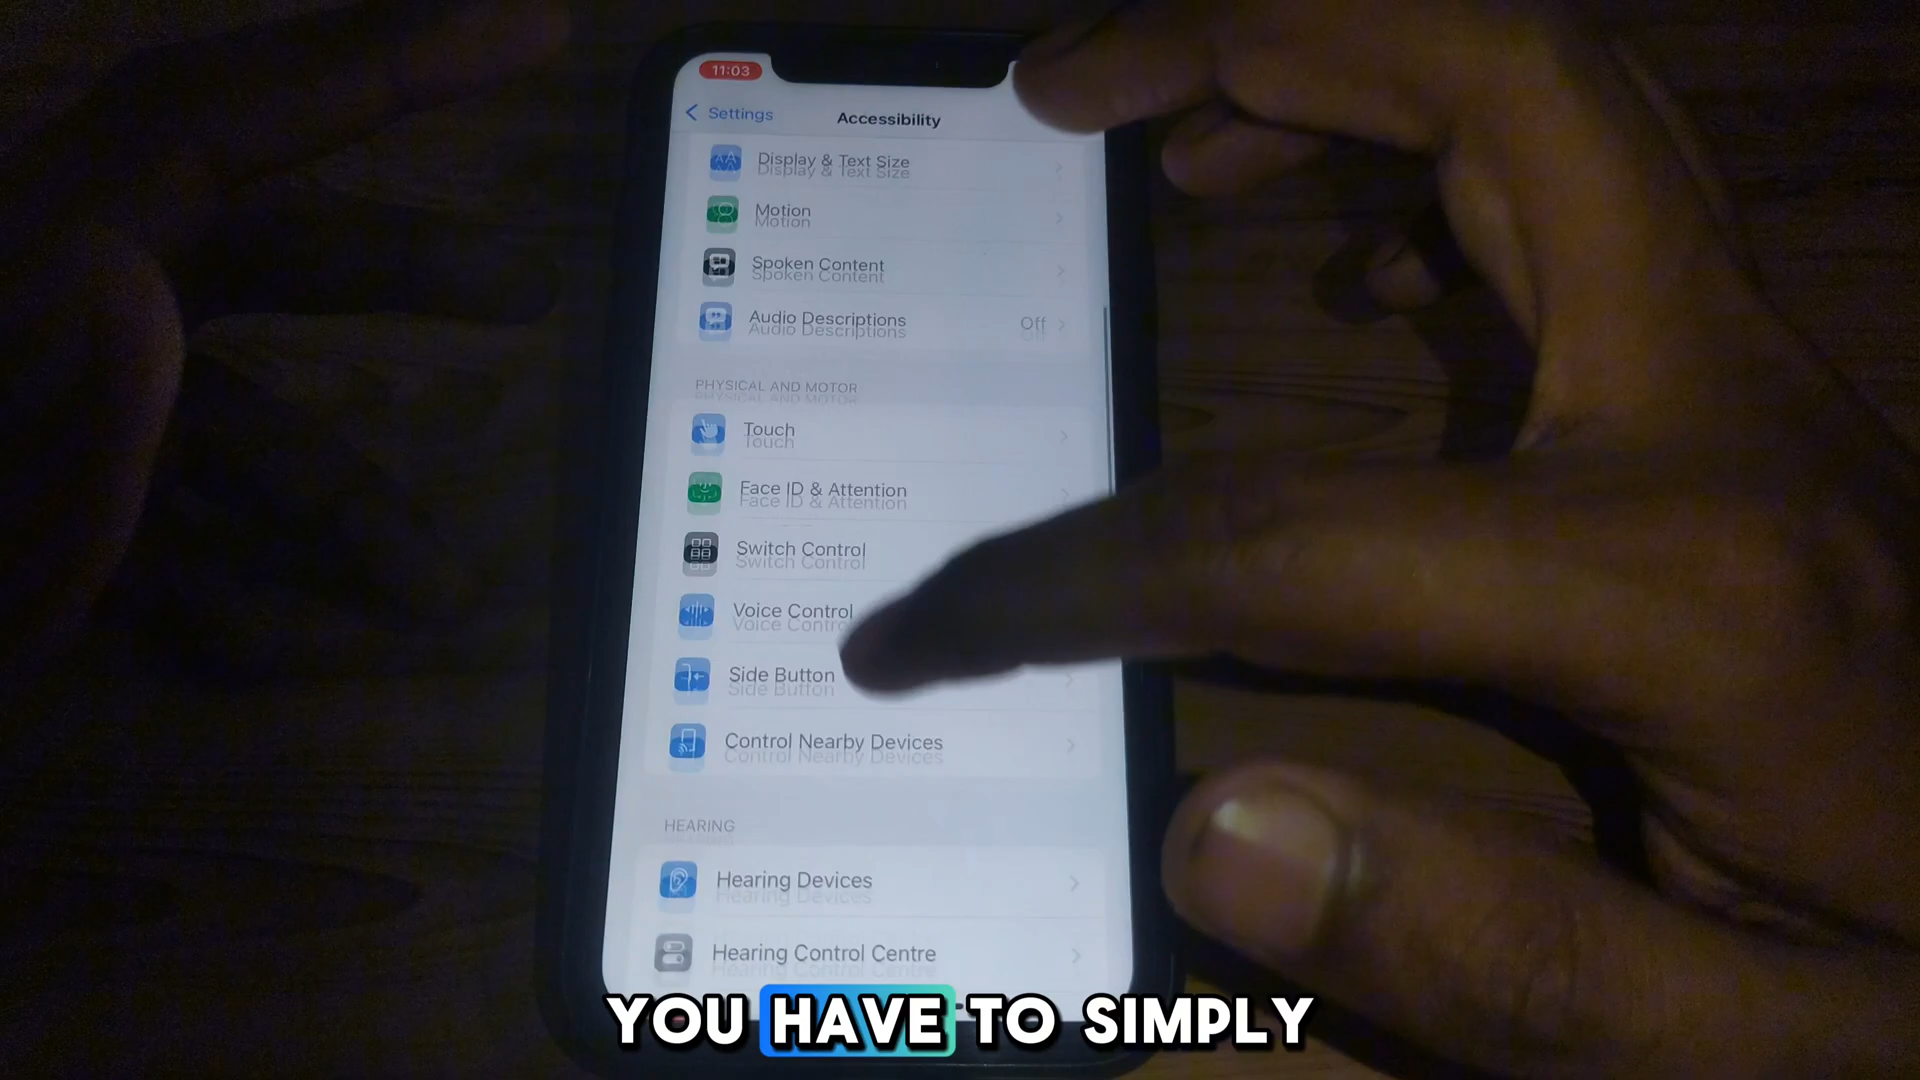 11:03
Settings
Accessibility
Display & Text Size
Motion
Spoken Content
Audio Descriptions Off
PHYSICAL AND MOTOR
Touch
Face ID & Attention
Switch Control
Voice Control
Side Button
Control Nearby Devices
HEARING
Hearing Devices
Hearing Control Centre
YOU HAVE TO SIMPLY